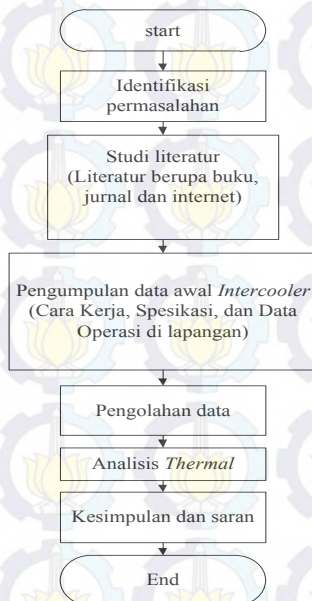 start
Identifikasi
permasalahan
Studi literatur
(Literatur berupa buku,
jurnal dan internet)
Pengumpulan data awal Intercooler
(Cara Kerja, Spesikasi, dan Data
Operasi di lapangan)
Pengolahan data
Analisis Thermal
Kesimpulan dan saran
End